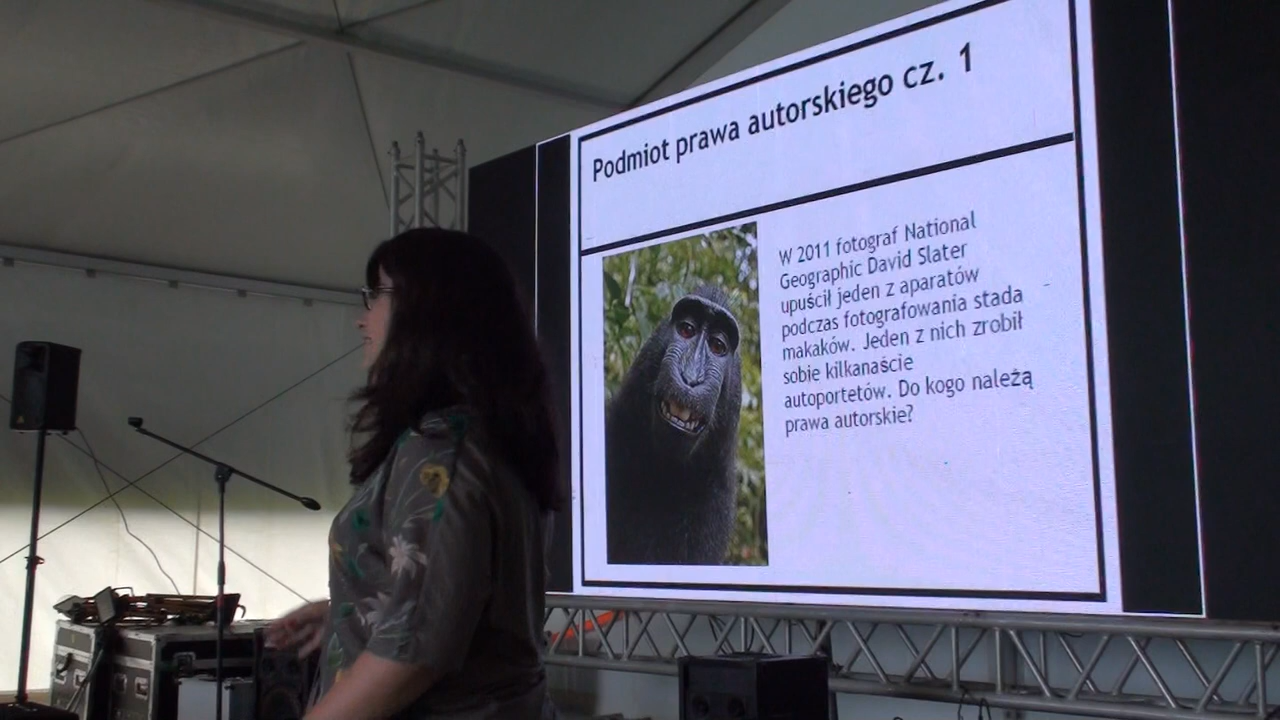 Podmiot prawa autorskiego cz. 1
W 2011 fotograf National
Geographic David Slater
upuścił jeden z aparatów
podczas fotografowania stada
makaków. Jeden z nich zrobił
sobie kilkanaście
autoportetów. Do kogo należą
prawa autorskie?